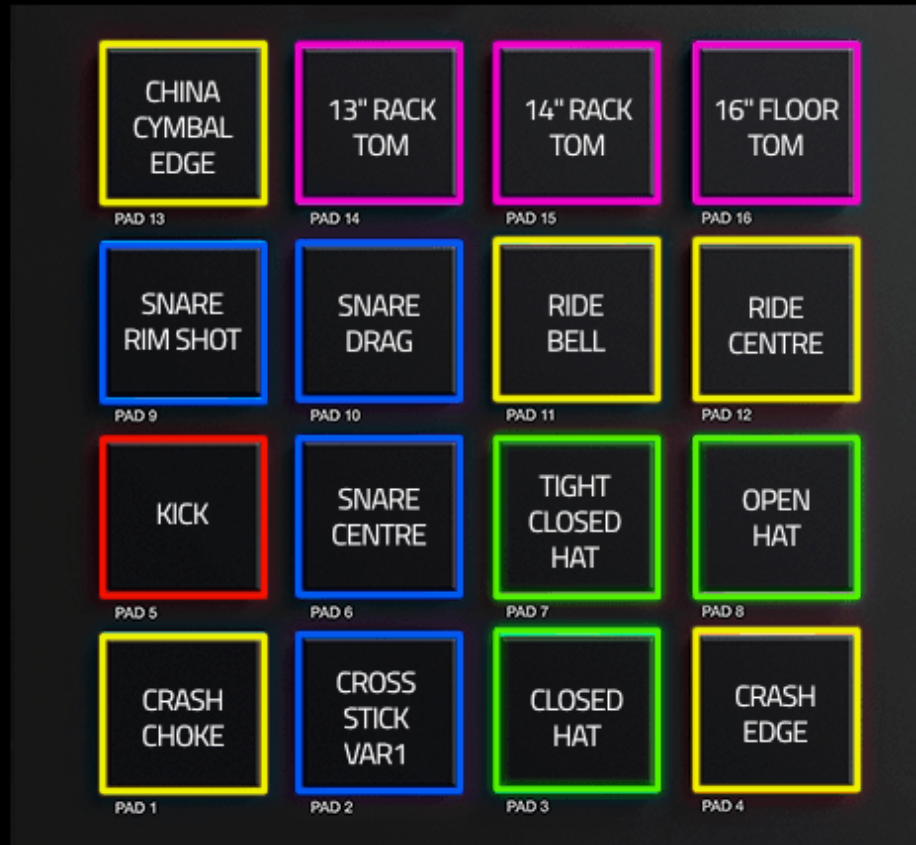 CHINA
CYMBAL
EDGE
PAD 13
13" RACK
TOM
PAD 14
14" RACK
TOM
PAD 15
16" FLOOR
TOM
PAD 16
SNARE
RIM SHOT
PAD 9
SNARE
DRAG
PAD 10
RIDE
BELL
PAD 11
RIDE
CENTRE
PAD 12
KICK
PAD 5
SNARE
CENTRE
PAD 6
TIGHT
CLOSED
HAT
PAD 7
OPEN
HAT
PAD 8
CRASH
CHOKE
PAD 1
CROSS
STICK
VAR1
PAD 2
CLOSED
HAT
PAD 3
CRASH
EDGE
PAD 4